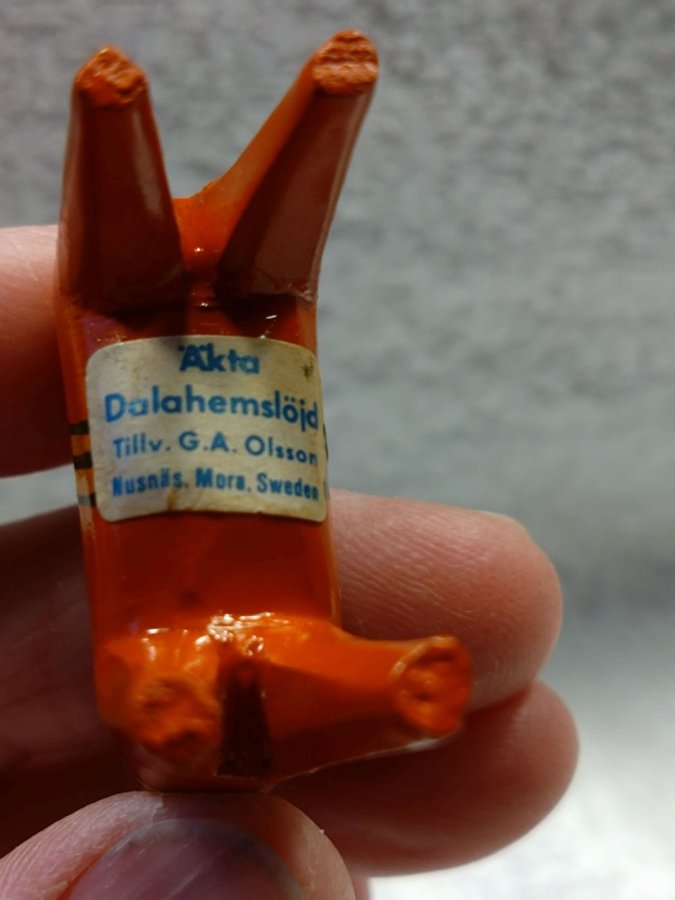 Äkta
Dalahemslöjd
Tillv. G.A. Olsson
Nusnäs. Mora. Sweden